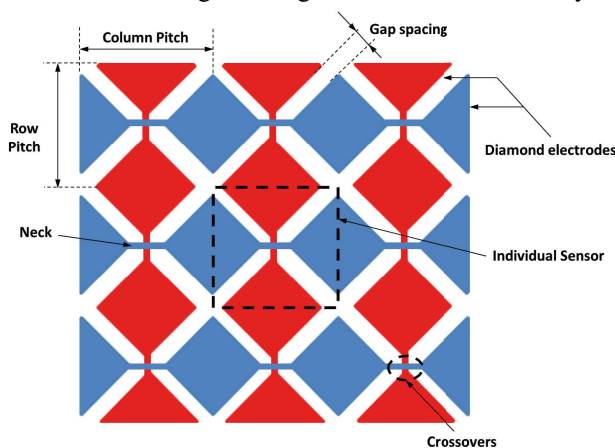 Column Pitch
Gap spacing
Row
Pitch
Diamond electrodes
Neck
Individual Sensor
Crossovers